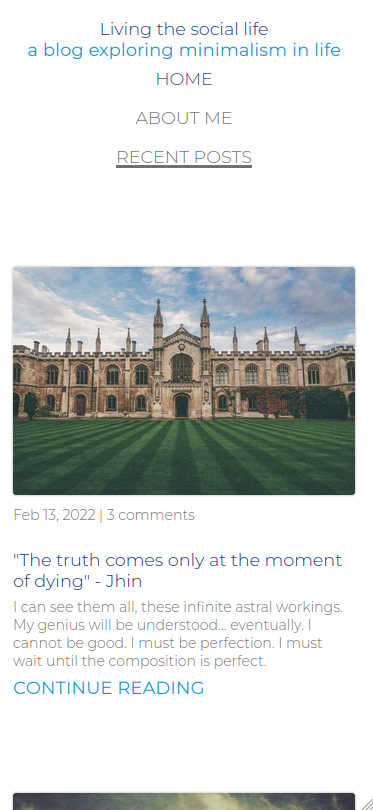 Living the social life
a blog exploring minimalism in life
HOME
ABOUT ME
RECENT POSTS
Feb 13, 2022 | 3 comments
"The truth comes only at the moment
of dying" - Jhin
I can see them all, these infinite astral workings.
My genius will be understood... eventually. I
cannot be good. I must be perfection. I must
wait until the composition is perfect.
CONTINUE READING